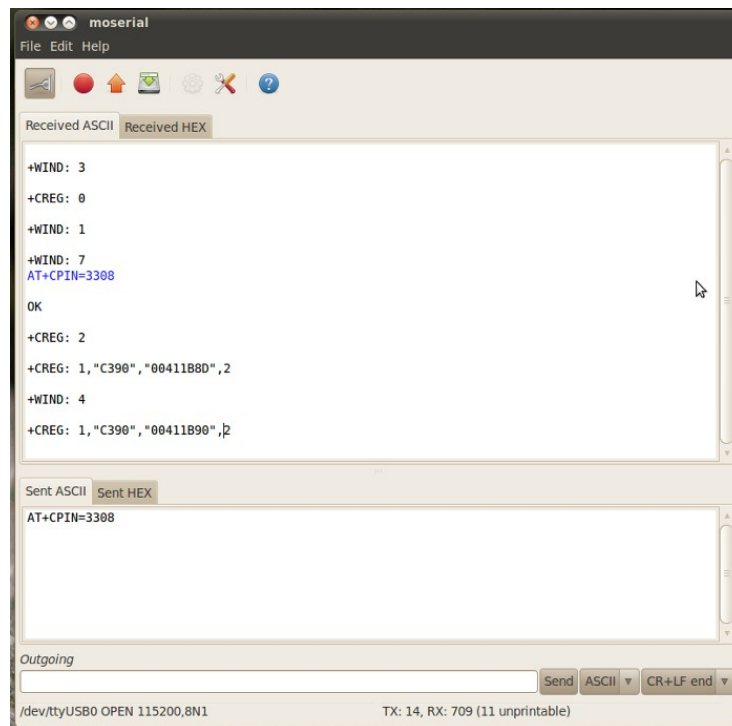 moserial
File Edit Help
Received ASCII Received HEX
+WIND: 3
+CREG: 0
+WIND: 1
+WIND: 7
AT+CPIN=3308
OK
+CREG: 2
+CREG: 1,"C390","00411B8D",2
+WIND: 4
+CREG: 1,"C390","00411B90",2
Sent ASCII Sent HEX
AT+CPIN=3308
Outgoing
Send ASCII CR+LF end
/dev/ttyUSB0 OPEN 115200,8N1 TX: 14, RX: 709 (11 unprintable)